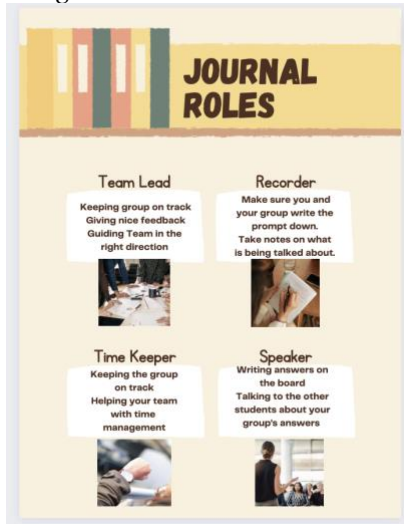 JOURNAL
ROLES
Team Lead
Keeping group on track
Giving nice feedback
Guiding Team in the
right direction
Recorder
Make sure you and
your group write the
prompt down.
Take notes on what
is being talked about.
Time Keeper
Keeping the group
on track
Helping your team
with time
management
Speaker
Writing answers on
the board
Talking to the other
students about your
group's answers